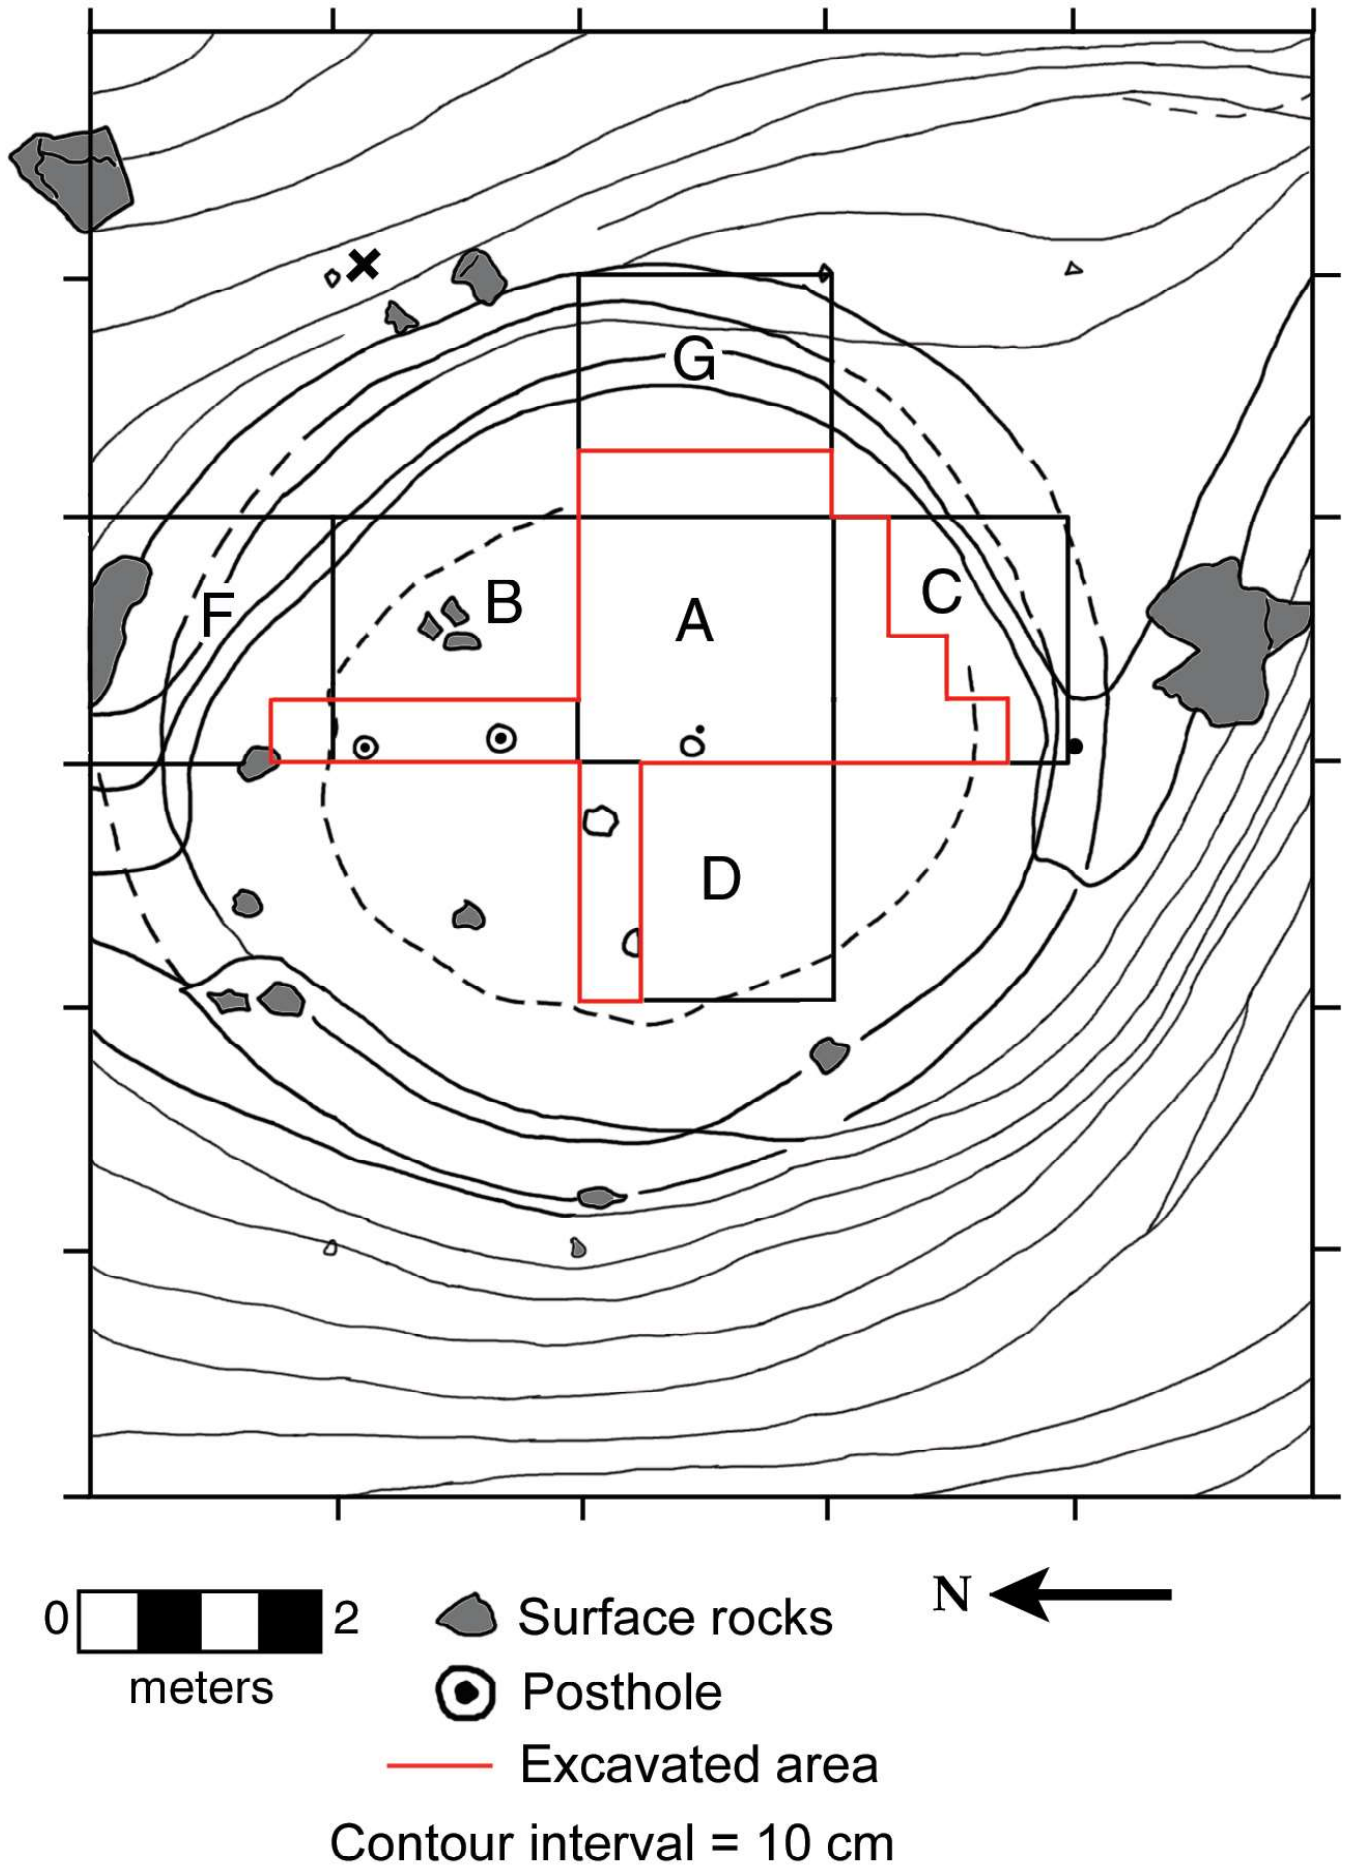 G
B
C
A
F
D
0 2
meters
N
Surface rocks
Posthole
Excavated area
Contour interval = 10 cm